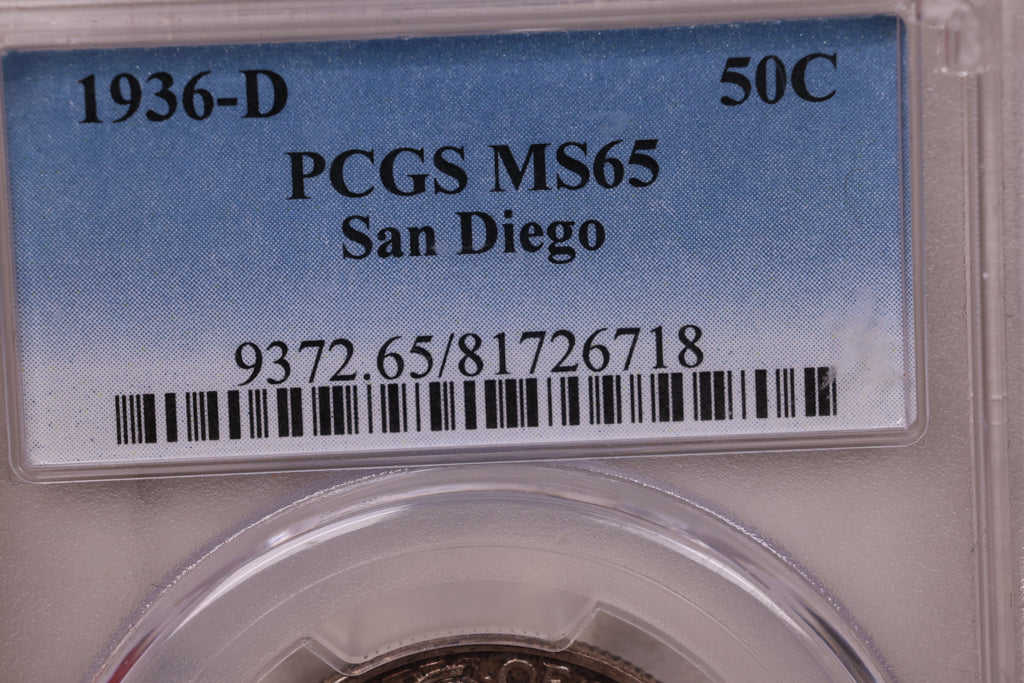 1936-D 50C
PCGS MS65
San Diego
9372.65/81726718